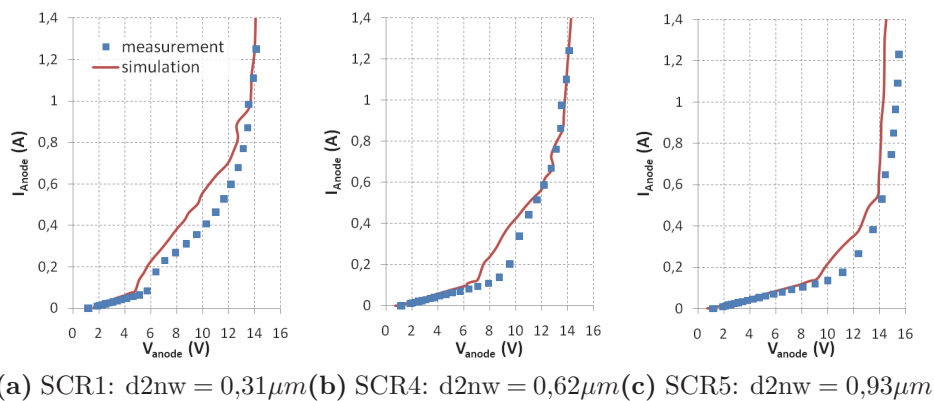 1,4
1,2
1
0,8
0,6
0,4
0,2
0
0 2 4 6 8 10 12 14 16
I_Anode (A)
V_anode (V)
measurement
simulation
1,4
1,2
1
0,8
0,6
0,4
0,2
0
0 2 4 6 8 10 12 14 16
I_Anode (A)
V_anode (V)
1,4
1,2
1
0,8
0,6
0,4
0,2
0
0 2 4 6 8 10 12 14 16
I_Anode (A)
V_anode (V)
(a) SCR1: d2nw = 0,31μm
(b) SCR4: d2nw = 0,62μm
(c) SCR5: d2nw = 0,93μm